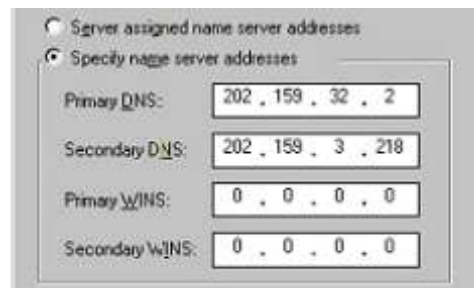 Server assigned name server addresses
Specify name server addresses
Primary DNS: 202 . 159 . 32 . 2
Secondary DNS: 202 . 159 . 3 . 218
Primary WINS: 0 . 0 . 0 . 0
Secondary WINS: 0 . 0 . 0 . 0